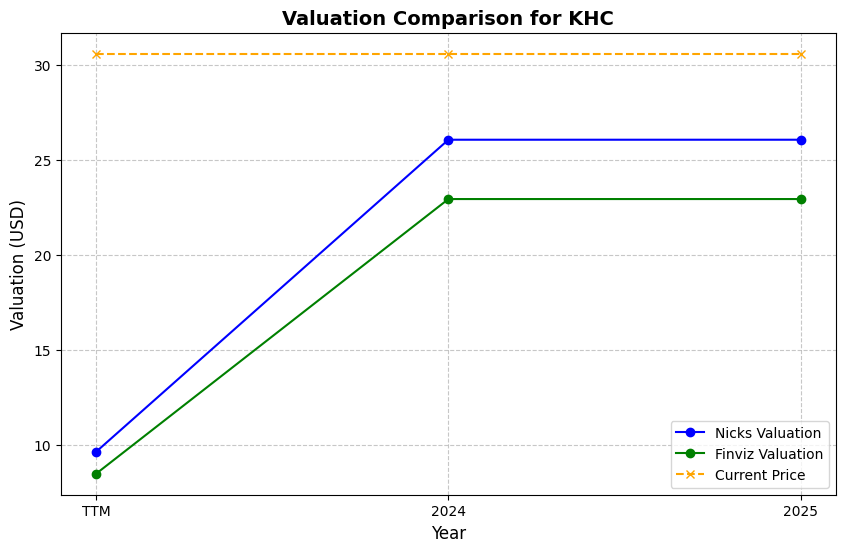 Valuation Comparison for KHC
Valuation (USD)
30
25
20
15
10
TTM
2024
2025
Year
Nicks Valuation
Finviz Valuation
Current Price